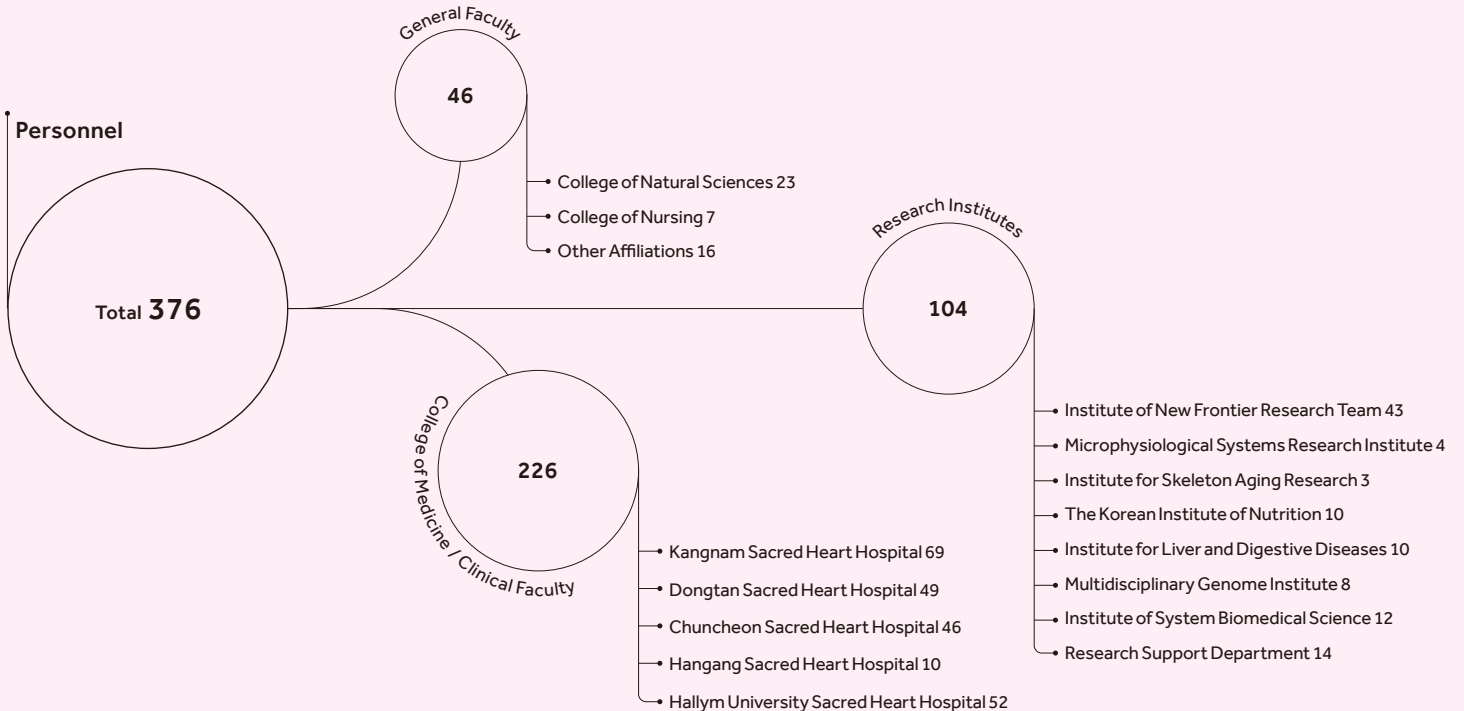 Personnel
Total 376
General Faculty
46
College of Natural Sciences 23
College of Nursing 7
Other Affiliations 16
Research Institutes
104
Institute of New Frontier Research Team 43
Microphysiological Systems Research Institute 4
Institute for Skeleton Aging Research 3
The Korean Institute of Nutrition 10
Institute for Liver and Digestive Diseases 10
Multidisciplinary Genome Institute 8
Institute of System Biomedical Science 12
Research Support Department 14
College of Medicine / Clinical Faculty
226
Kangnam Sacred Heart Hospital 69
Dongtan Sacred Heart Hospital 49
Chuncheon Sacred Heart Hospital 46
Hangang Sacred Heart Hospital 10
Hallym University Sacred Heart Hospital 52